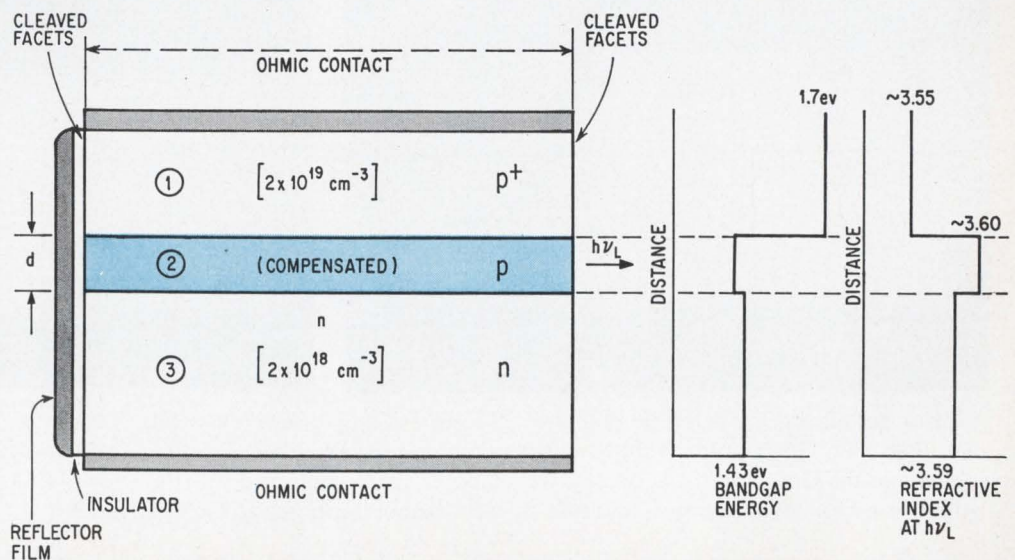 CLEAVED
FACETS
OHMIC CONTACT
CLEAVED
FACETS
① [2 x 10¹⁹ cm⁻³] p⁺
d
② (COMPENSATED) p
hν_L
n
③ [2 x 10¹⁸ cm⁻³] n
OHMIC CONTACT
INSULATOR
REFLECTOR
FILM
1.7ev
DISTANCE
1.43ev
BANDGAP
ENERGY
~3.55
~3.60
DISTANCE
~3.59
REFRACTIVE
INDEX
AT hν_L